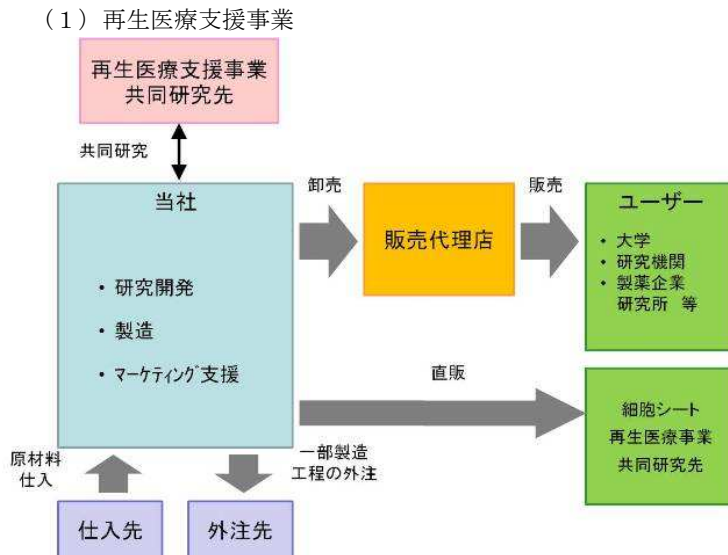 （1）再生医療支援事業
再生医療支援事業
共同研究先
共同研究
当社
・ 研究開発
・ 製造
・ ﾏｰｹﾃｨﾝｸﾞ支援
卸売
販売代理店
販売
ユーザー
・ 大学
・ 研究機関
・ 製薬企業
研究所 等
直販
細胞シート
再生医療事業
共同研究先
原材料
仕入
一部製造
工程の外注
仕入先
外注先